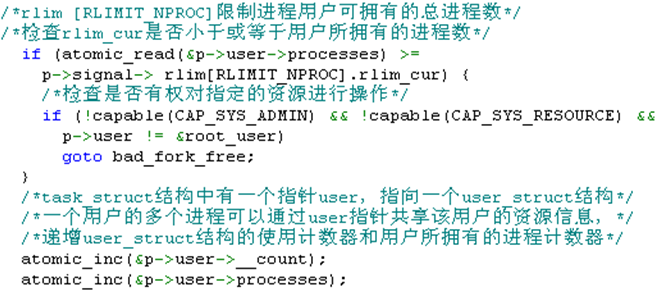 /*rlim [RLIMIT_NPROC]限制进程用户可拥有的总进程数*/
/*检查rlim_cur是否小于或等于用户所拥有的进程数*/
if (atomic_read(&p->user->processes) >=
p->signal-> rlim[RLIMIT_NPROC].rlim_cur) {
/*检查是否有权对指定的资源进行操作*/
if (!capable(CAP_SYS_ADMIN) && !capable(CAP_SYS_RESOURCE) &&
p->user != &root_user)
goto bad_fork_free;
}
/*task_struct结构中有一个指针user，指向一个user_struct结构*/
/*一个用户的多个进程可以通过user指针共享该用户的资源信息，*/
/*递增user_struct结构的使用计数器和用户所拥有的进程计数器*/
atomic_inc(&p->user->__count);
atomic_inc(&p->user->processes);